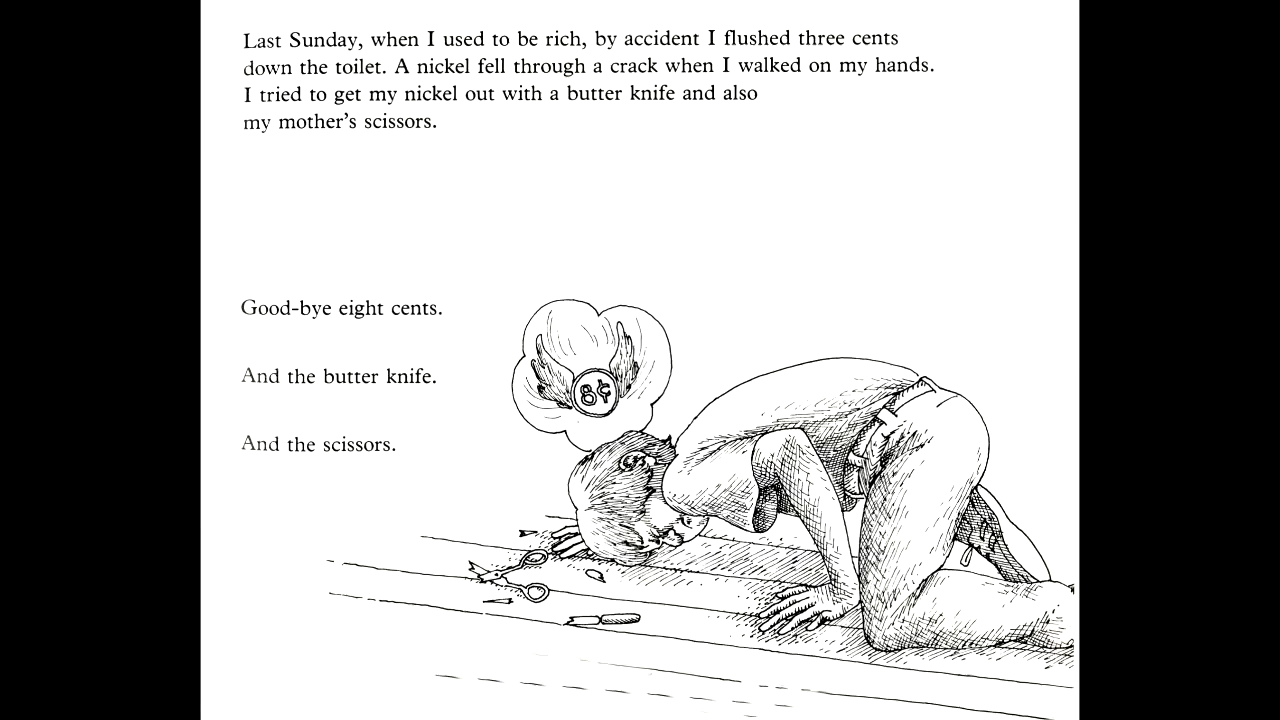 Last Sunday, when I used to be rich, by accident I flushed three cents
down the toilet. A nickel fell through a crack when I walked on my hands.
I tried to get my nickel out with a butter knife and also
my mother's scissors.
Good-bye eight cents.
And the butter knife.
And the scissors.
8¢